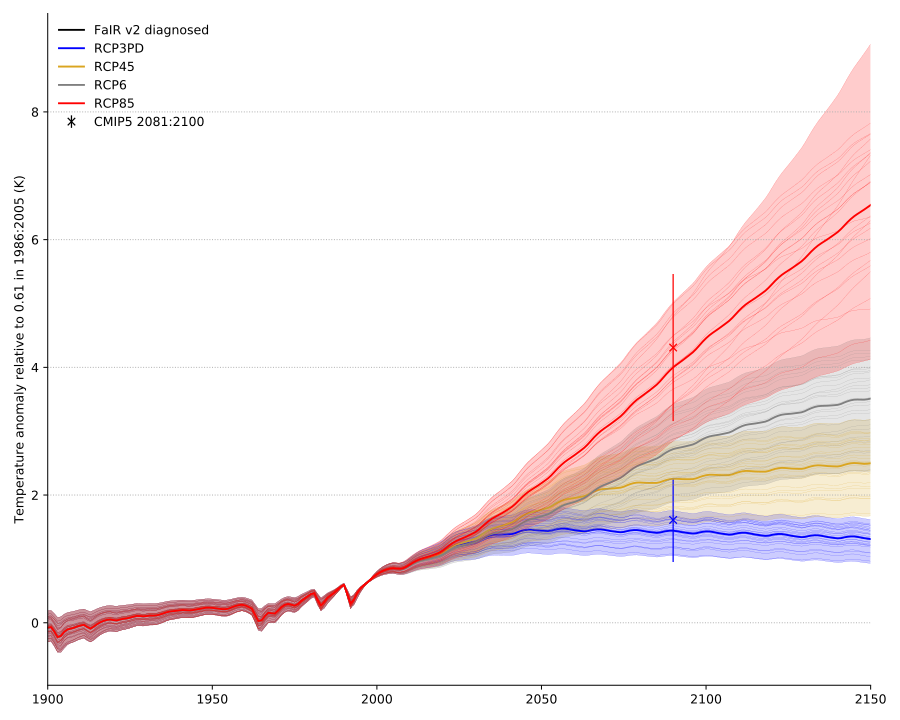 FaIR v2 diagnosed
RCP3PD
RCP45
RCP6
RCP85
CMIP5 2081:2100
Temperature anomaly relative to 0.61 in 1986:2005 (K)
8
6
4
2
0
1900 1950 2000 2050 2100 2150